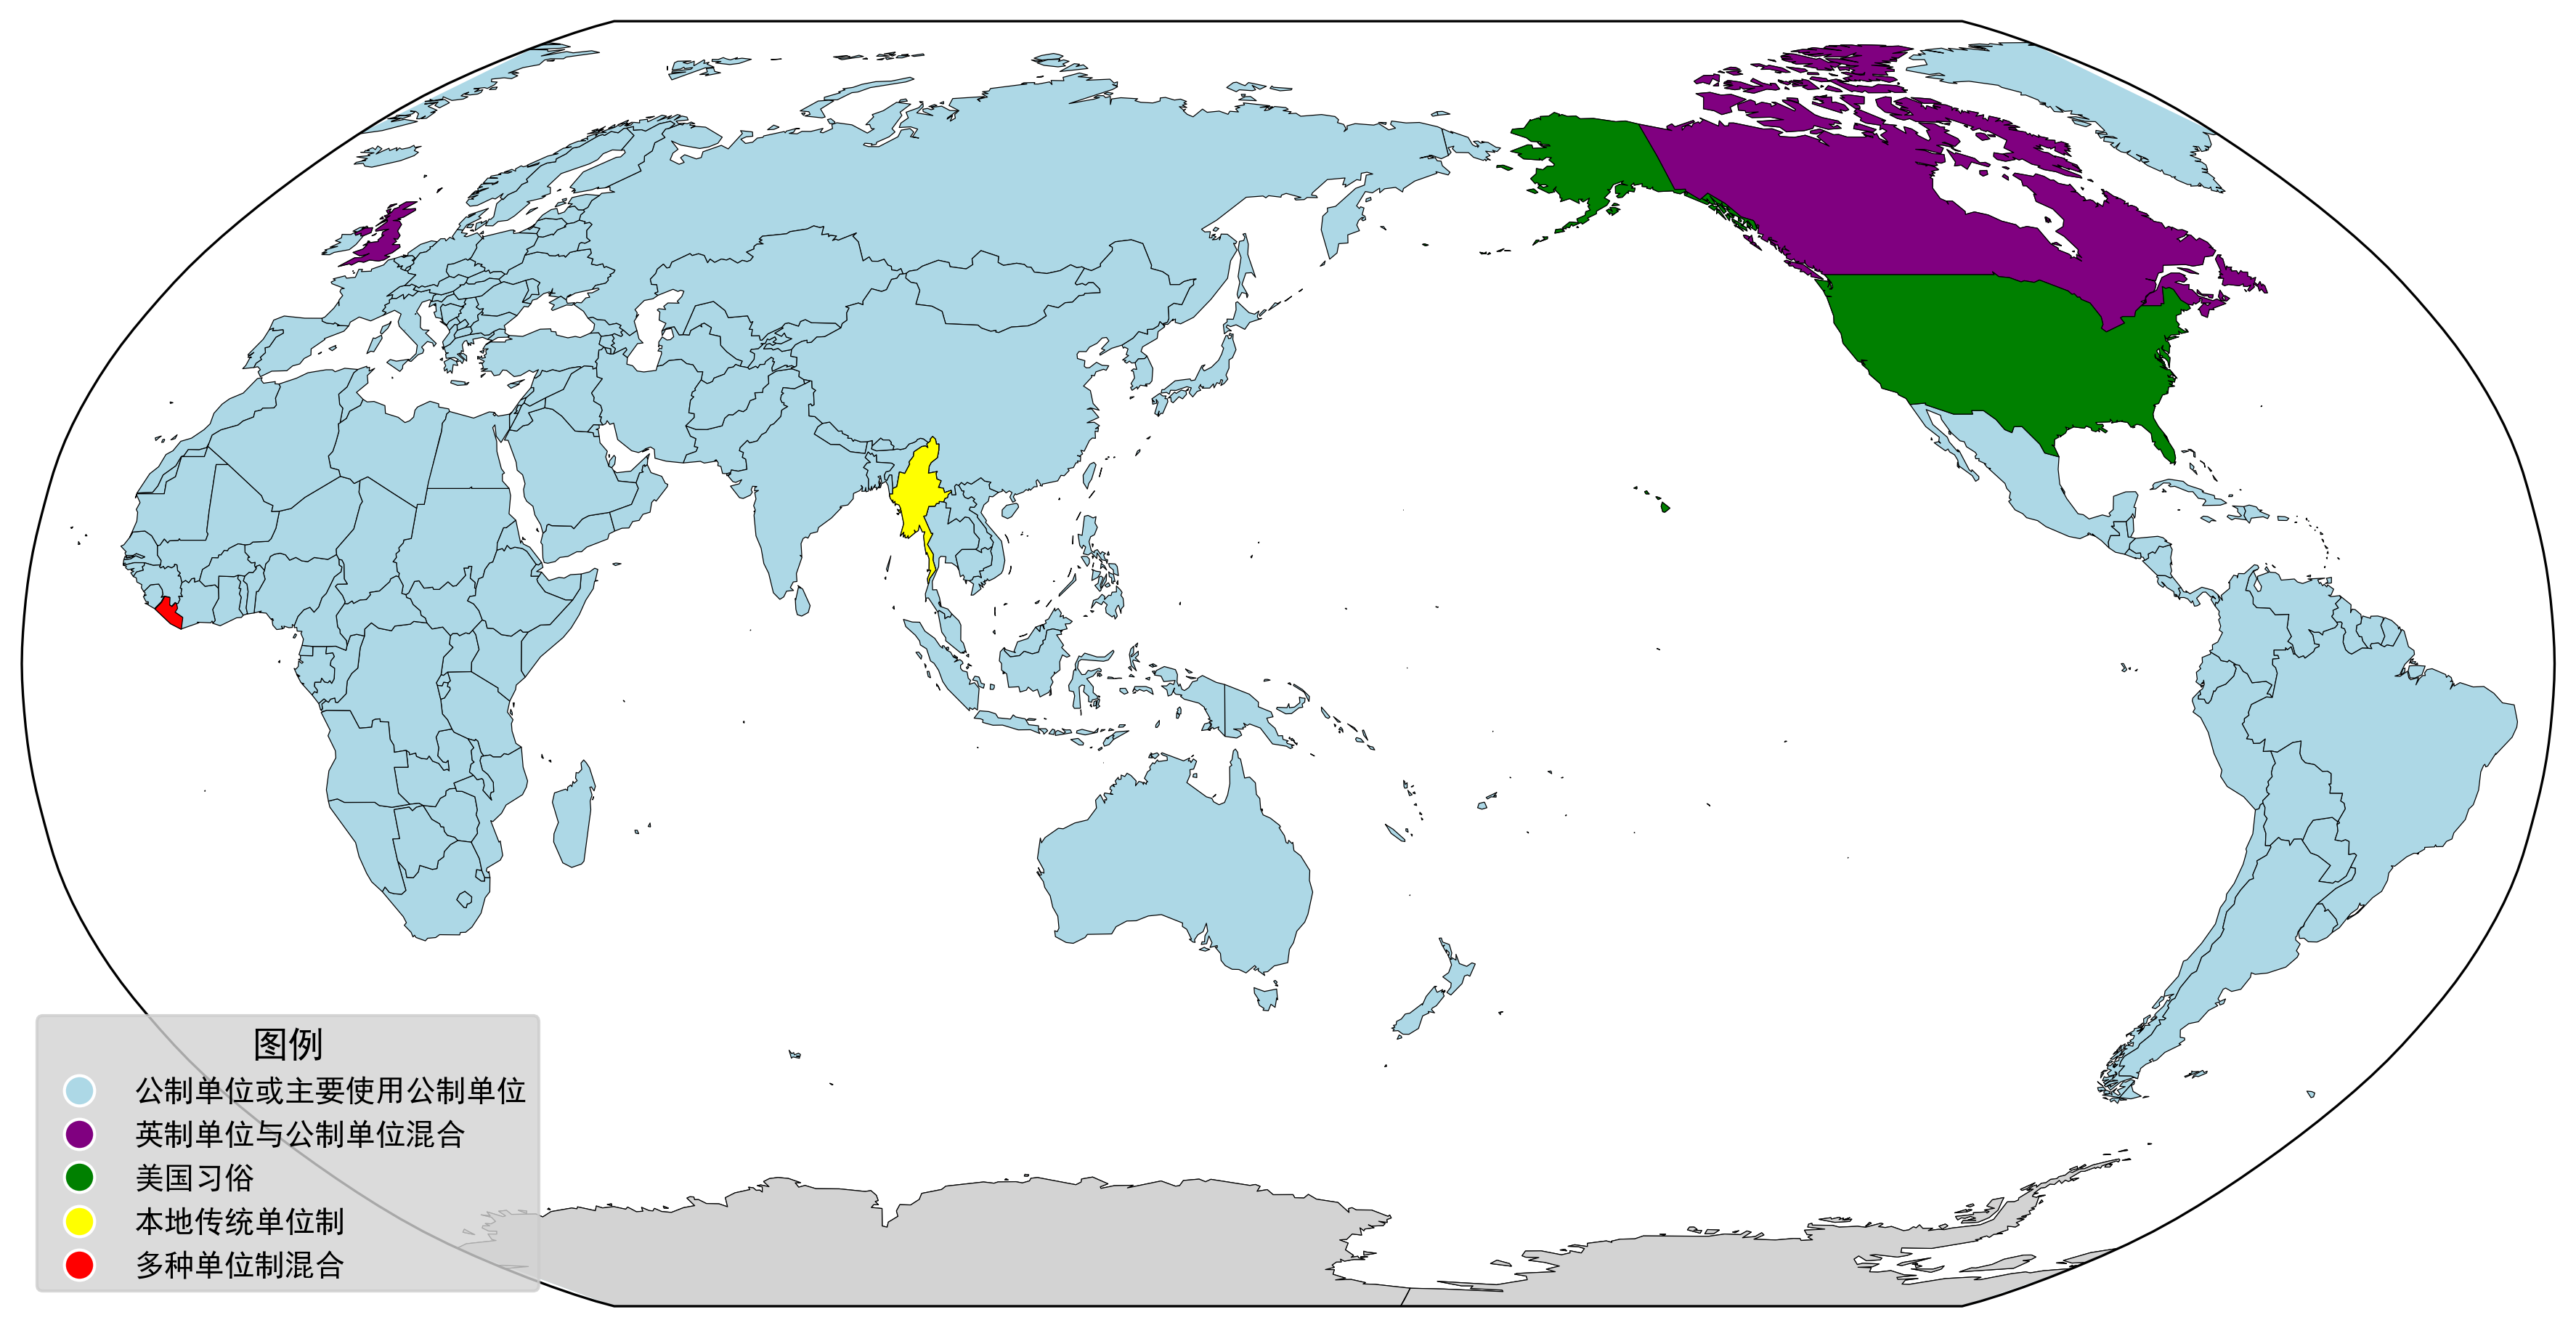 图例
公制单位或主要使用公制单位
英制单位与公制单位混合
美国习俗
本地传统单位制
多种单位制混合